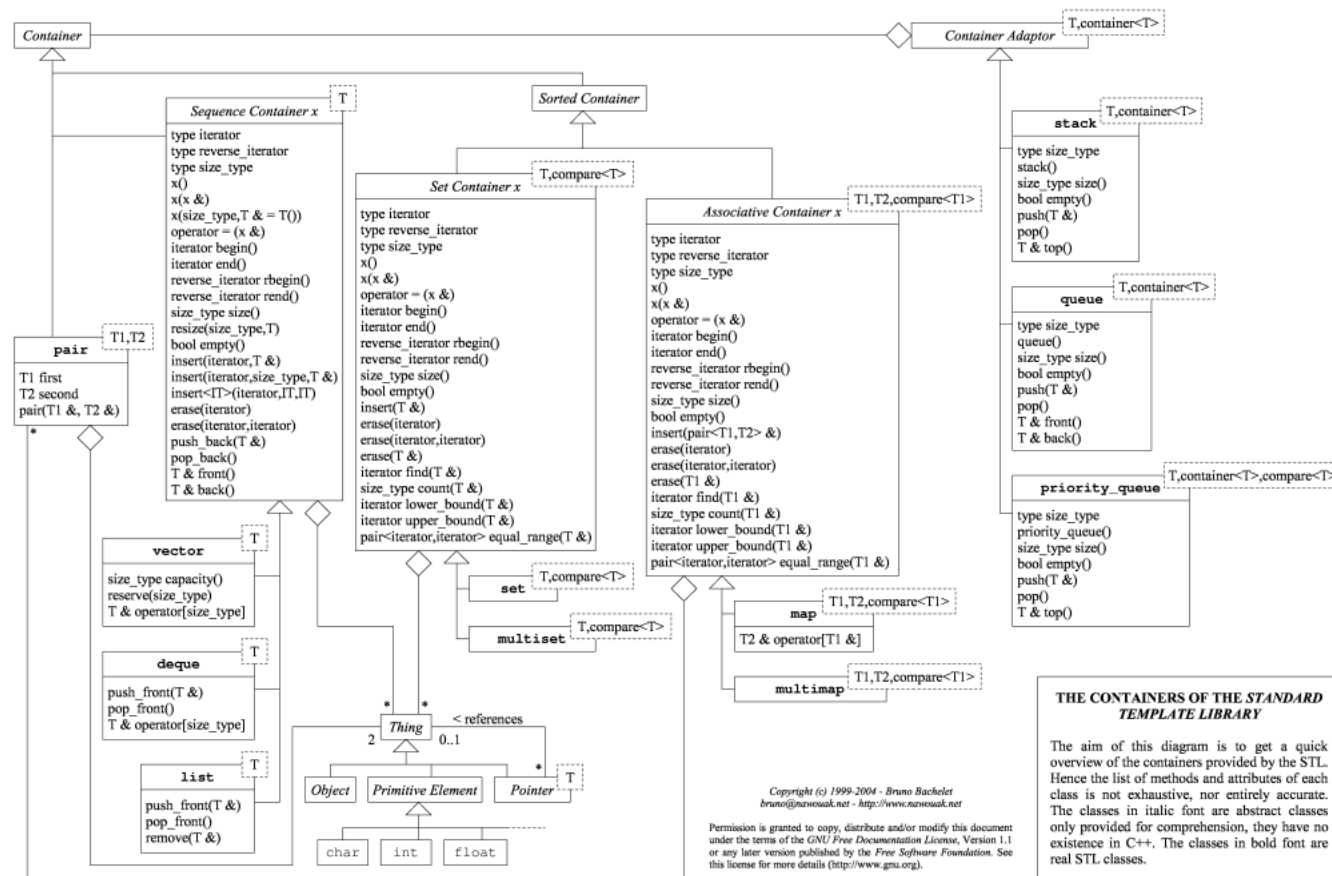 Container
Container Adaptor
T,container<T>
Sequence Container x
T
type iterator
type reverse_iterator
type size_type
x()
x(x &)
x(size_type,T & = T())
operator = (x &)
iterator begin()
iterator end()
reverse_iterator rbegin()
reverse_iterator rend()
size_type size()
resize(size_type,T)
bool empty()
insert(iterator,T &)
insert(iterator,size_type,T &)
insert<IT>(iterator,IT,IT)
erase(iterator)
erase(iterator,iterator)
push_back(T &)
pop_back()
T & front()
T & back()
Sorted Container
Set Container x
T,compare<T>
type iterator
type reverse_iterator
type size_type
x()
x(x &)
operator = (x &)
iterator begin()
iterator end()
reverse_iterator rbegin()
reverse_iterator rend()
size_type size()
bool empty()
insert(T &)
erase(iterator)
erase(iterator,iterator)
erase(T &)
iterator find(T &)
size_type count(T &)
iterator lower_bound(T &)
iterator upper_bound(T &)
pair<iterator,iterator> equal_range(T &)
Associative Container x
T1,T2,compare<T1>
type iterator
type reverse_iterator
type size_type
x()
x(x &)
operator = (x &)
iterator begin()
iterator end()
reverse_iterator rbegin()
reverse_iterator rend()
size_type size()
bool empty()
insert(pair<T1,T2> &)
erase(iterator)
erase(iterator,iterator)
erase(T1 &)
iterator find(T1 &)
size_type count(T1 &)
iterator lower_bound(T1 &)
iterator upper_bound(T1 &)
pair<iterator,iterator> equal_range(T1 &)
stack
T,container<T>
type size_type
stack()
size_type size()
bool empty()
push(T &)
pop()
T & top()
queue
T,container<T>
type size_type
queue()
size_type size()
bool empty()
push(T &)
pop()
T & front()
T & back()
priority_queue
T,container<T>,compare<T>
type size_type
priority_queue()
size_type size()
bool empty()
push(T &)
pop()
T & top()
pair
T1,T2
T1 first
T2 second
pair(T1 &, T2 &)
*
vector
T
size_type capacity()
reserve(size_type)
T & operator[size_type]
deque
T
push_front(T &)
pop_front()
T & operator[size_type]
list
T
push_front(T &)
pop_front()
remove(T &)
set
T,compare<T>
multiset
T,compare<T>
map
T1,T2,compare<T1>
T2 & operator[T1 &]
multimap
T1,T2,compare<T1>
* *
Thing
< references
2 0..1
*
Object
Primitive Element
Pointer
T
char
int
float
Copyright (c) 1999-2004 - Bruno Bachelet
bruno@nawouak.net - http://www.nawouak.net
Permission is granted to copy, distribute and/or modify this document
under the terms of the GNU Free Documentation License, Version 1.1
or any later version published by the Free Software Foundation. See
this license for more details (http://www.gnu.org).
THE CONTAINERS OF THE STANDARD
TEMPLATE LIBRARY
The aim of this diagram is to get a quick
overview of the containers provided by the STL.
Hence the list of methods and attributes of each
class is not exhaustive, nor entirely accurate.
The classes in italic font are abstract classes
only provided for comprehension, they have no
existence in C++. The classes in bold font are
real STL classes.